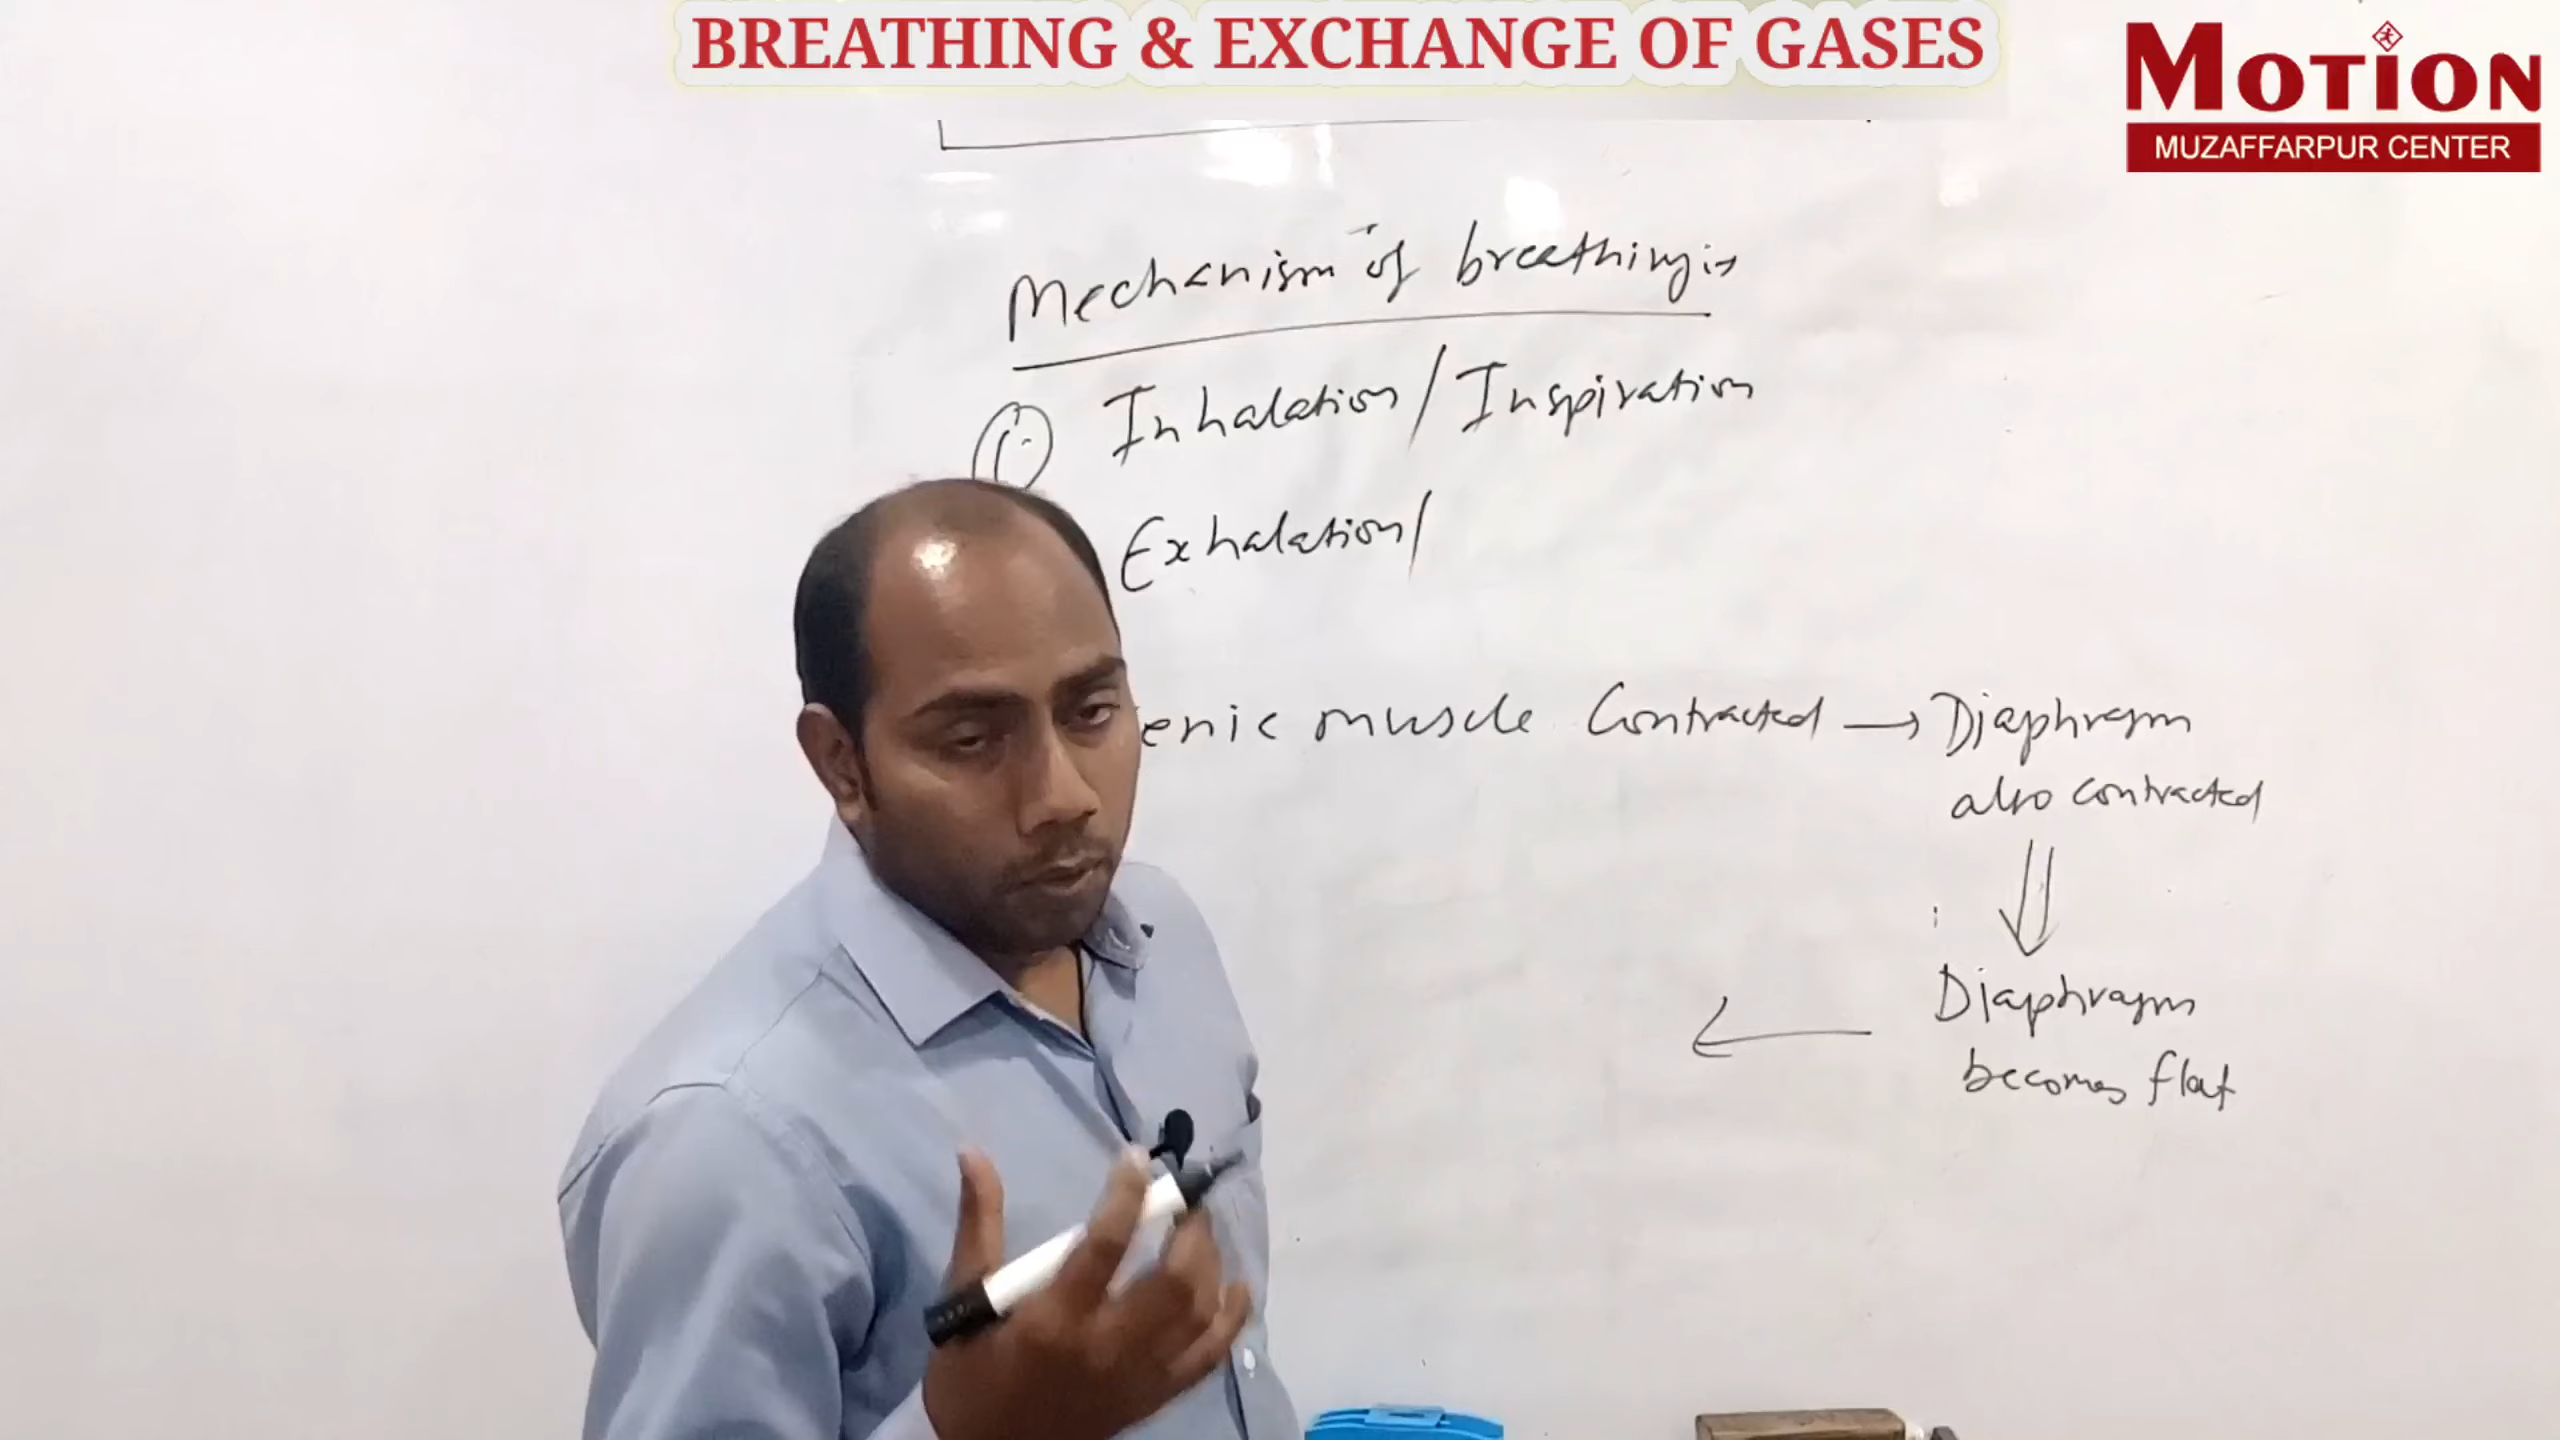 BREATHING & EXCHANGE OF GASES
MOTION
MUZAFFARPUR CENTER
Mechanism of breathing :→
① Inhalation / Inspiration
Exhalation /
enic muscle Contracted → Diaphragm
also contracted
Diaphragm
becomes flat